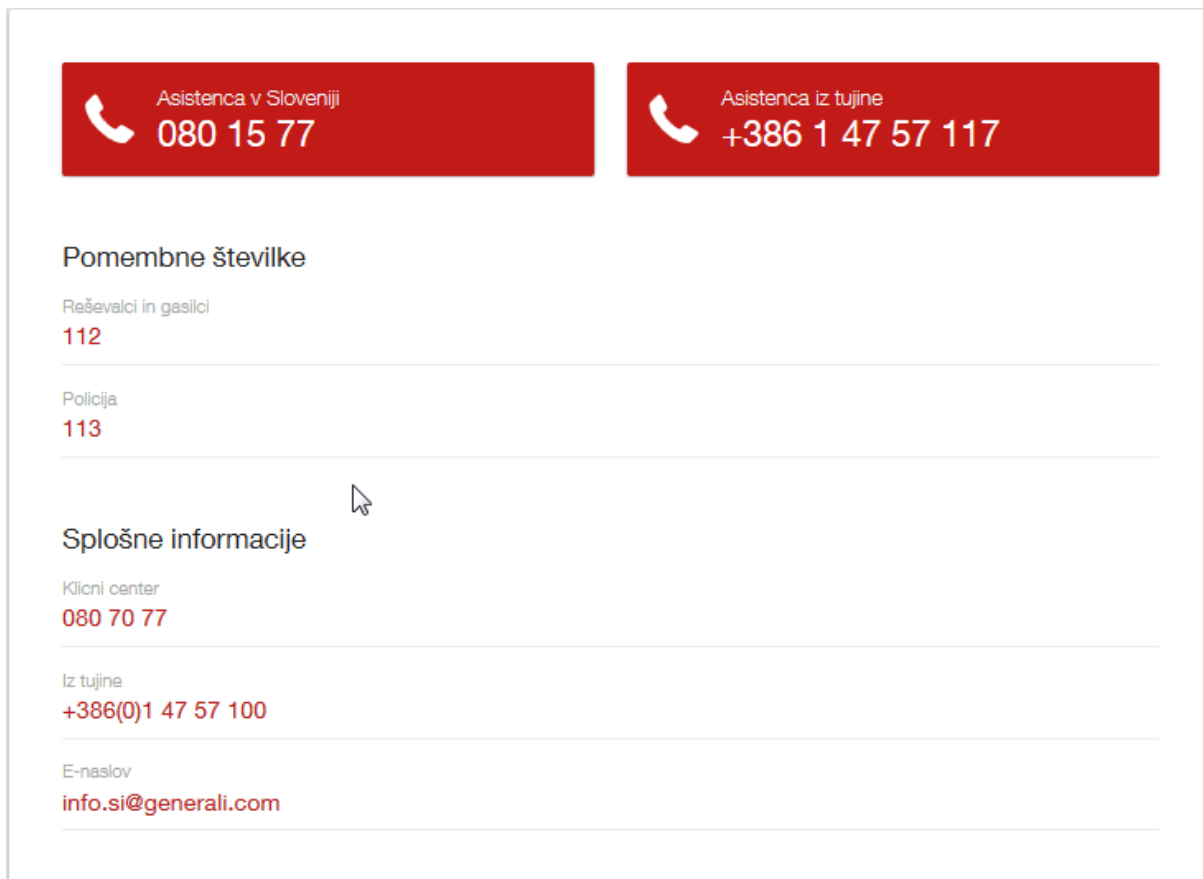 Asistenca v Sloveniji
080 15 77
Asistenca iz tujine
+386 1 47 57 117
Pomembne številke
Reševalci in gasilci
112
Policija
113
Splošne informacije
Klicni center
080 70 77
Iz tujine
+386(0)1 47 57 100
E-naslov
info.si@generali.com